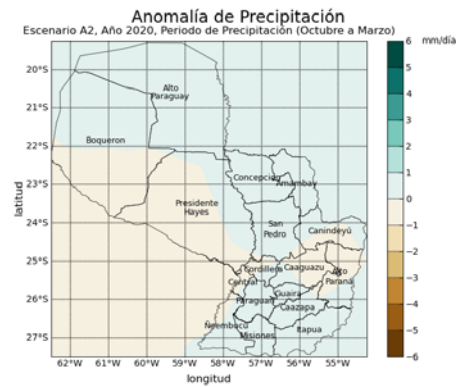 Anomalía de Precipitación
Escenario A2, Año 2020, Periodo de Precipitación (Octubre a Marzo)
mm/día
6
5
4
3
2
1
0
−1
−2
−3
−4
−5
−6
20°S
21°S
22°S
23°S
24°S
25°S
26°S
27°S
latitud
Alto
Paraguay
Boqueron
Concepción
Amambay
Presidente
Hayes
San
Pedro
Canindeyú
Cordillera
Caaguazu
Alto
Paraná
Central
Guaira
Paraguari
Caazapa
Ñeembucú
Misiones
Itapua
62°W
61°W
60°W
59°W
58°W
57°W
56°W
55°W
longitud